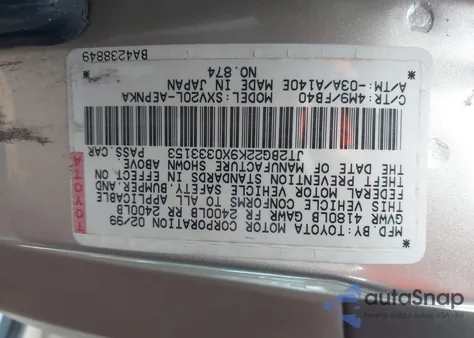 MFD.BY:TOYOTA MOTOR CORPORATION 02/99
GVWR 4180LB GAWR FR 2400LB RR 2400LB
THIS VEHICLE CONFORMS TO ALL APPLICABLE
FEDERAL MOTOR VEHICLE SAFETY, BUMPER, AND
THEFT PREVENTION STANDARDS IN EFFECT ON
THE DATE OF MANUFACTURE SHOWN ABOVE.
*JT2BG22K9X0333153* PASS.CAR
TOYOTA
C/TR:4M9/FB40 MODEL:SXV20L-AEPNKA
A/TM:-03A/A140E MADE IN JAPAN
NO.874
*BA4238849*
autoSnap